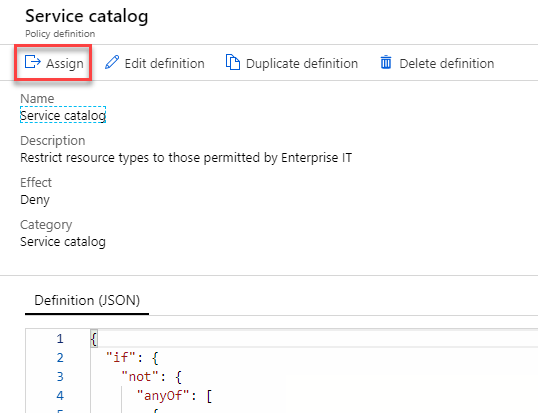 Service catalog
Policy definition
Assign Edit definition Duplicate definition Delete definition
Name
Service catalog
Description
Restrict resource types to those permitted by Enterprise IT
Effect
Deny
Category
Service catalog
Definition (JSON)
1 {
2 "if": {
3 "not": {
4 "anyOf": [